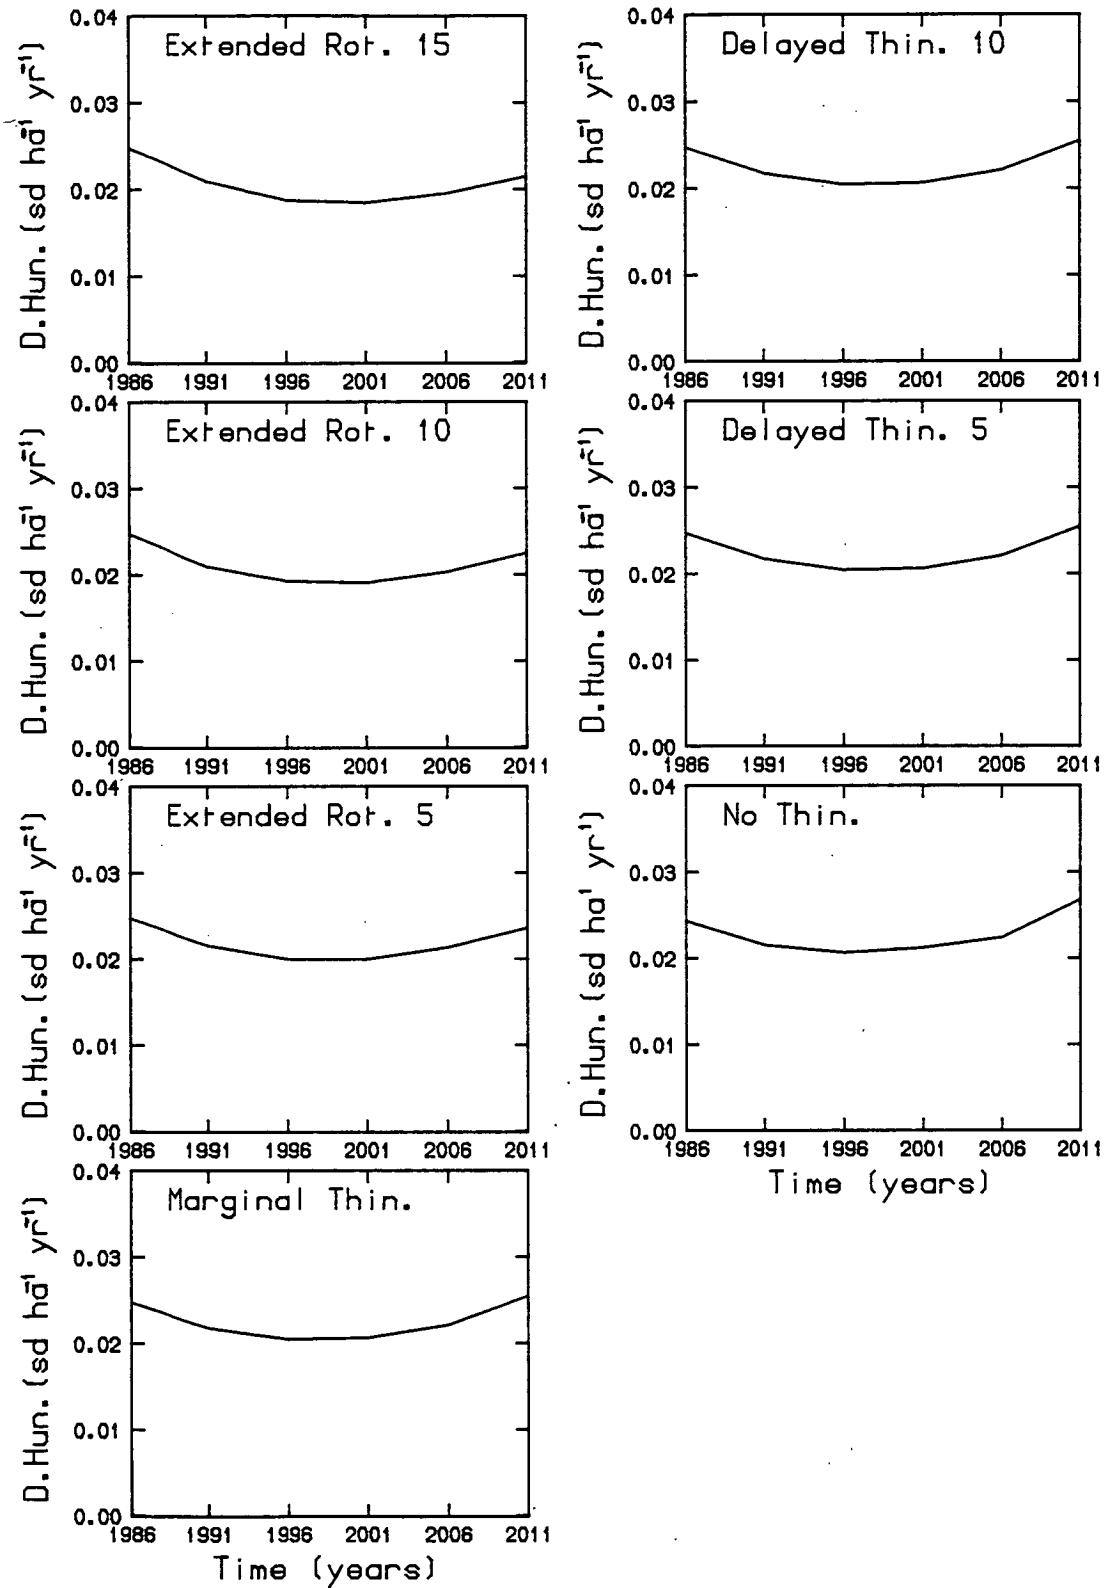 Extended Rot. 15
D.Hun. (sd ha⁻¹ yr⁻¹)
0.04
0.03
0.02
0.01
0.00
1986 1991 1996 2001 2006 2011
Delayed Thin. 10
D.Hun. (sd ha⁻¹ yr⁻¹)
0.04
0.03
0.02
0.01
0.00
1986 1991 1996 2001 2006 2011
Extended Rot. 10
D.Hun. (sd ha⁻¹ yr⁻¹)
0.04
0.03
0.02
0.01
0.00
1986 1991 1996 2001 2006 2011
Delayed Thin. 5
D.Hun. (sd ha⁻¹ yr⁻¹)
0.04
0.03
0.02
0.01
0.00
1986 1991 1996 2001 2006 2011
Extended Rot. 5
D.Hun. (sd ha⁻¹ yr⁻¹)
0.04
0.03
0.02
0.01
0.00
1986 1991 1996 2001 2006 2011
No Thin.
D.Hun. (sd ha⁻¹ yr⁻¹)
0.04
0.03
0.02
0.01
0.00
1986 1991 1996 2001 2006 2011
Time (years)
Marginal Thin.
D.Hun. (sd ha⁻¹ yr⁻¹)
0.04
0.03
0.02
0.01
0.00
1986 1991 1996 2001 2006 2011
Time (years)